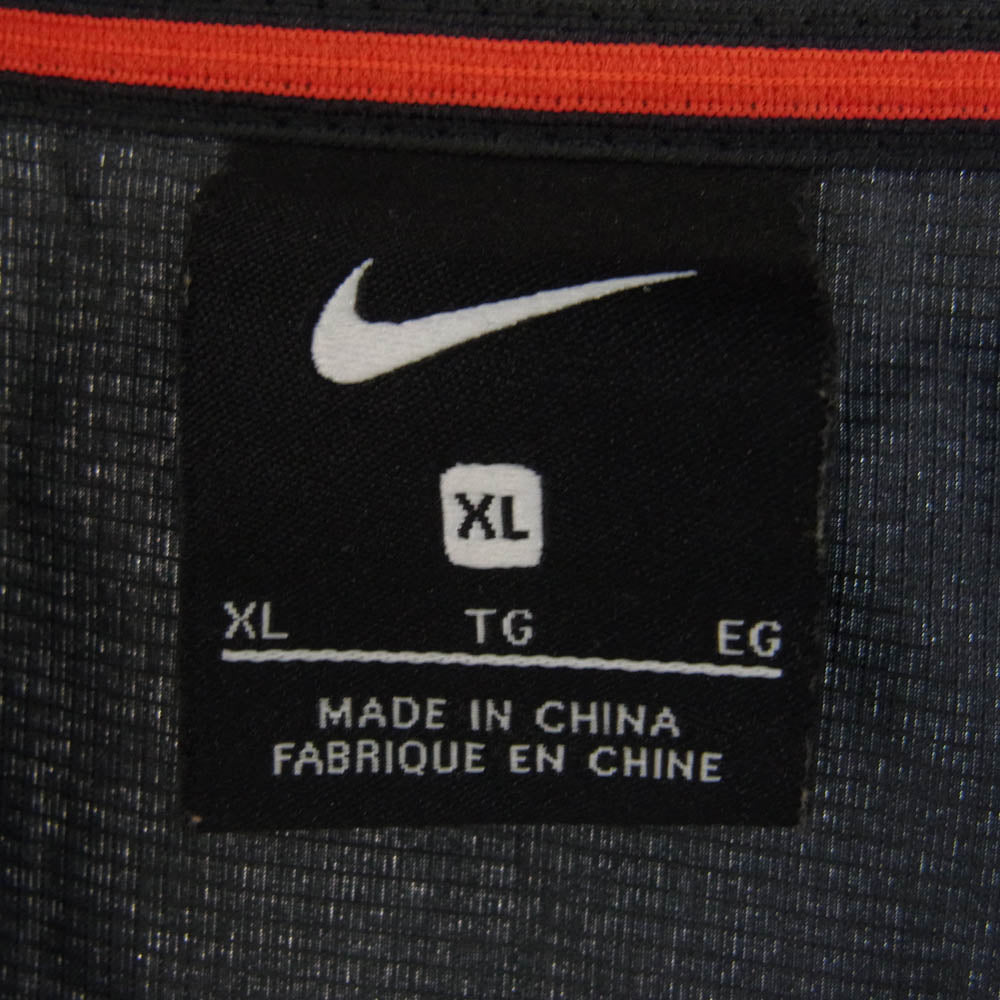 XL
XL TG EG
MADE IN CHINA
FABRIQUE EN CHINE